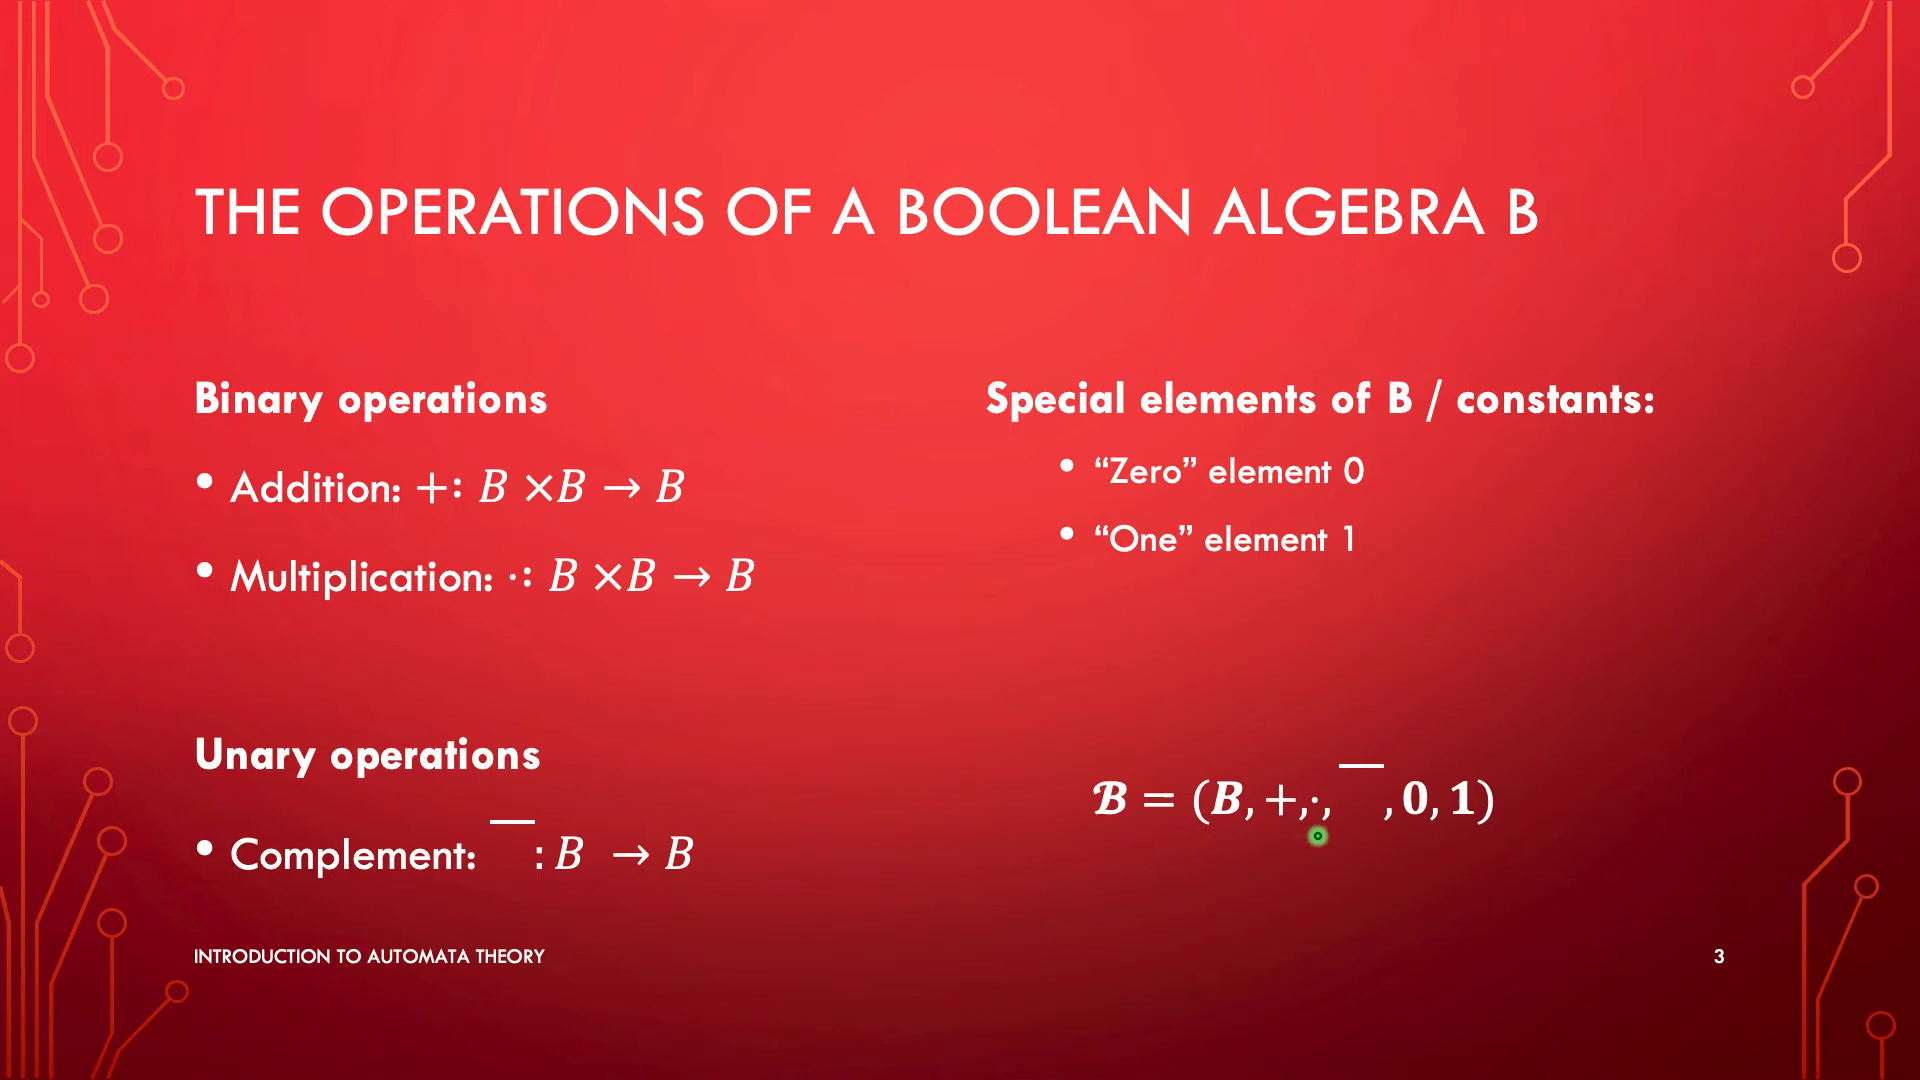 THE OPERATIONS OF A BOOLEAN ALGEBRA B
Binary operations
• Addition: +: B ×B → B
• Multiplication: ·: B ×B → B
Unary operations
• Complement: ‾‾ : B → B
Special elements of B / constants:
• “Zero” element 0
• “One” element 1
ℬ = (B, +,·, ‾‾ , 0, 1)
INTRODUCTION TO AUTOMATA THEORY
3